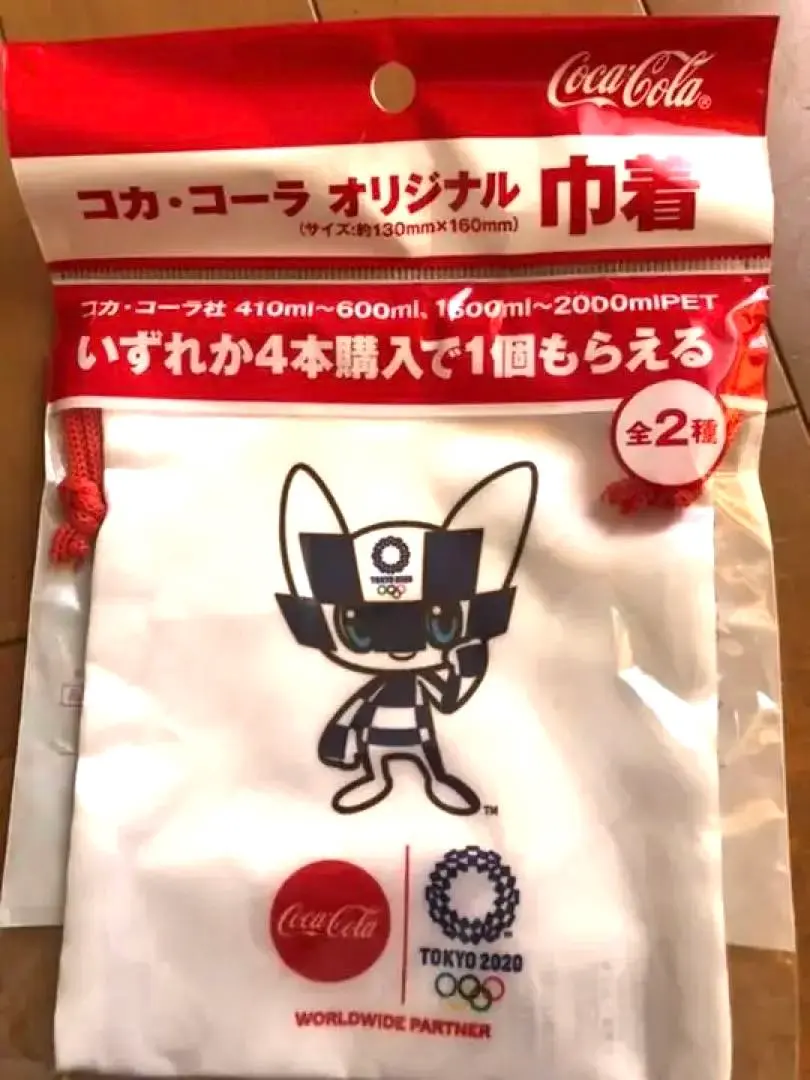 Coca-Cola®
コカ・コーラ オリジナル 巾着
(サイズ:約130mm×160mm)
コカ・コーラ社 410ml～600ml、1500ml～2000mlPET
いずれか4本購入で1個もらえる
全2種
TOKYO 2020
TM
Coca-Cola
TOKYO 2020
WORLDWIDE PARTNER